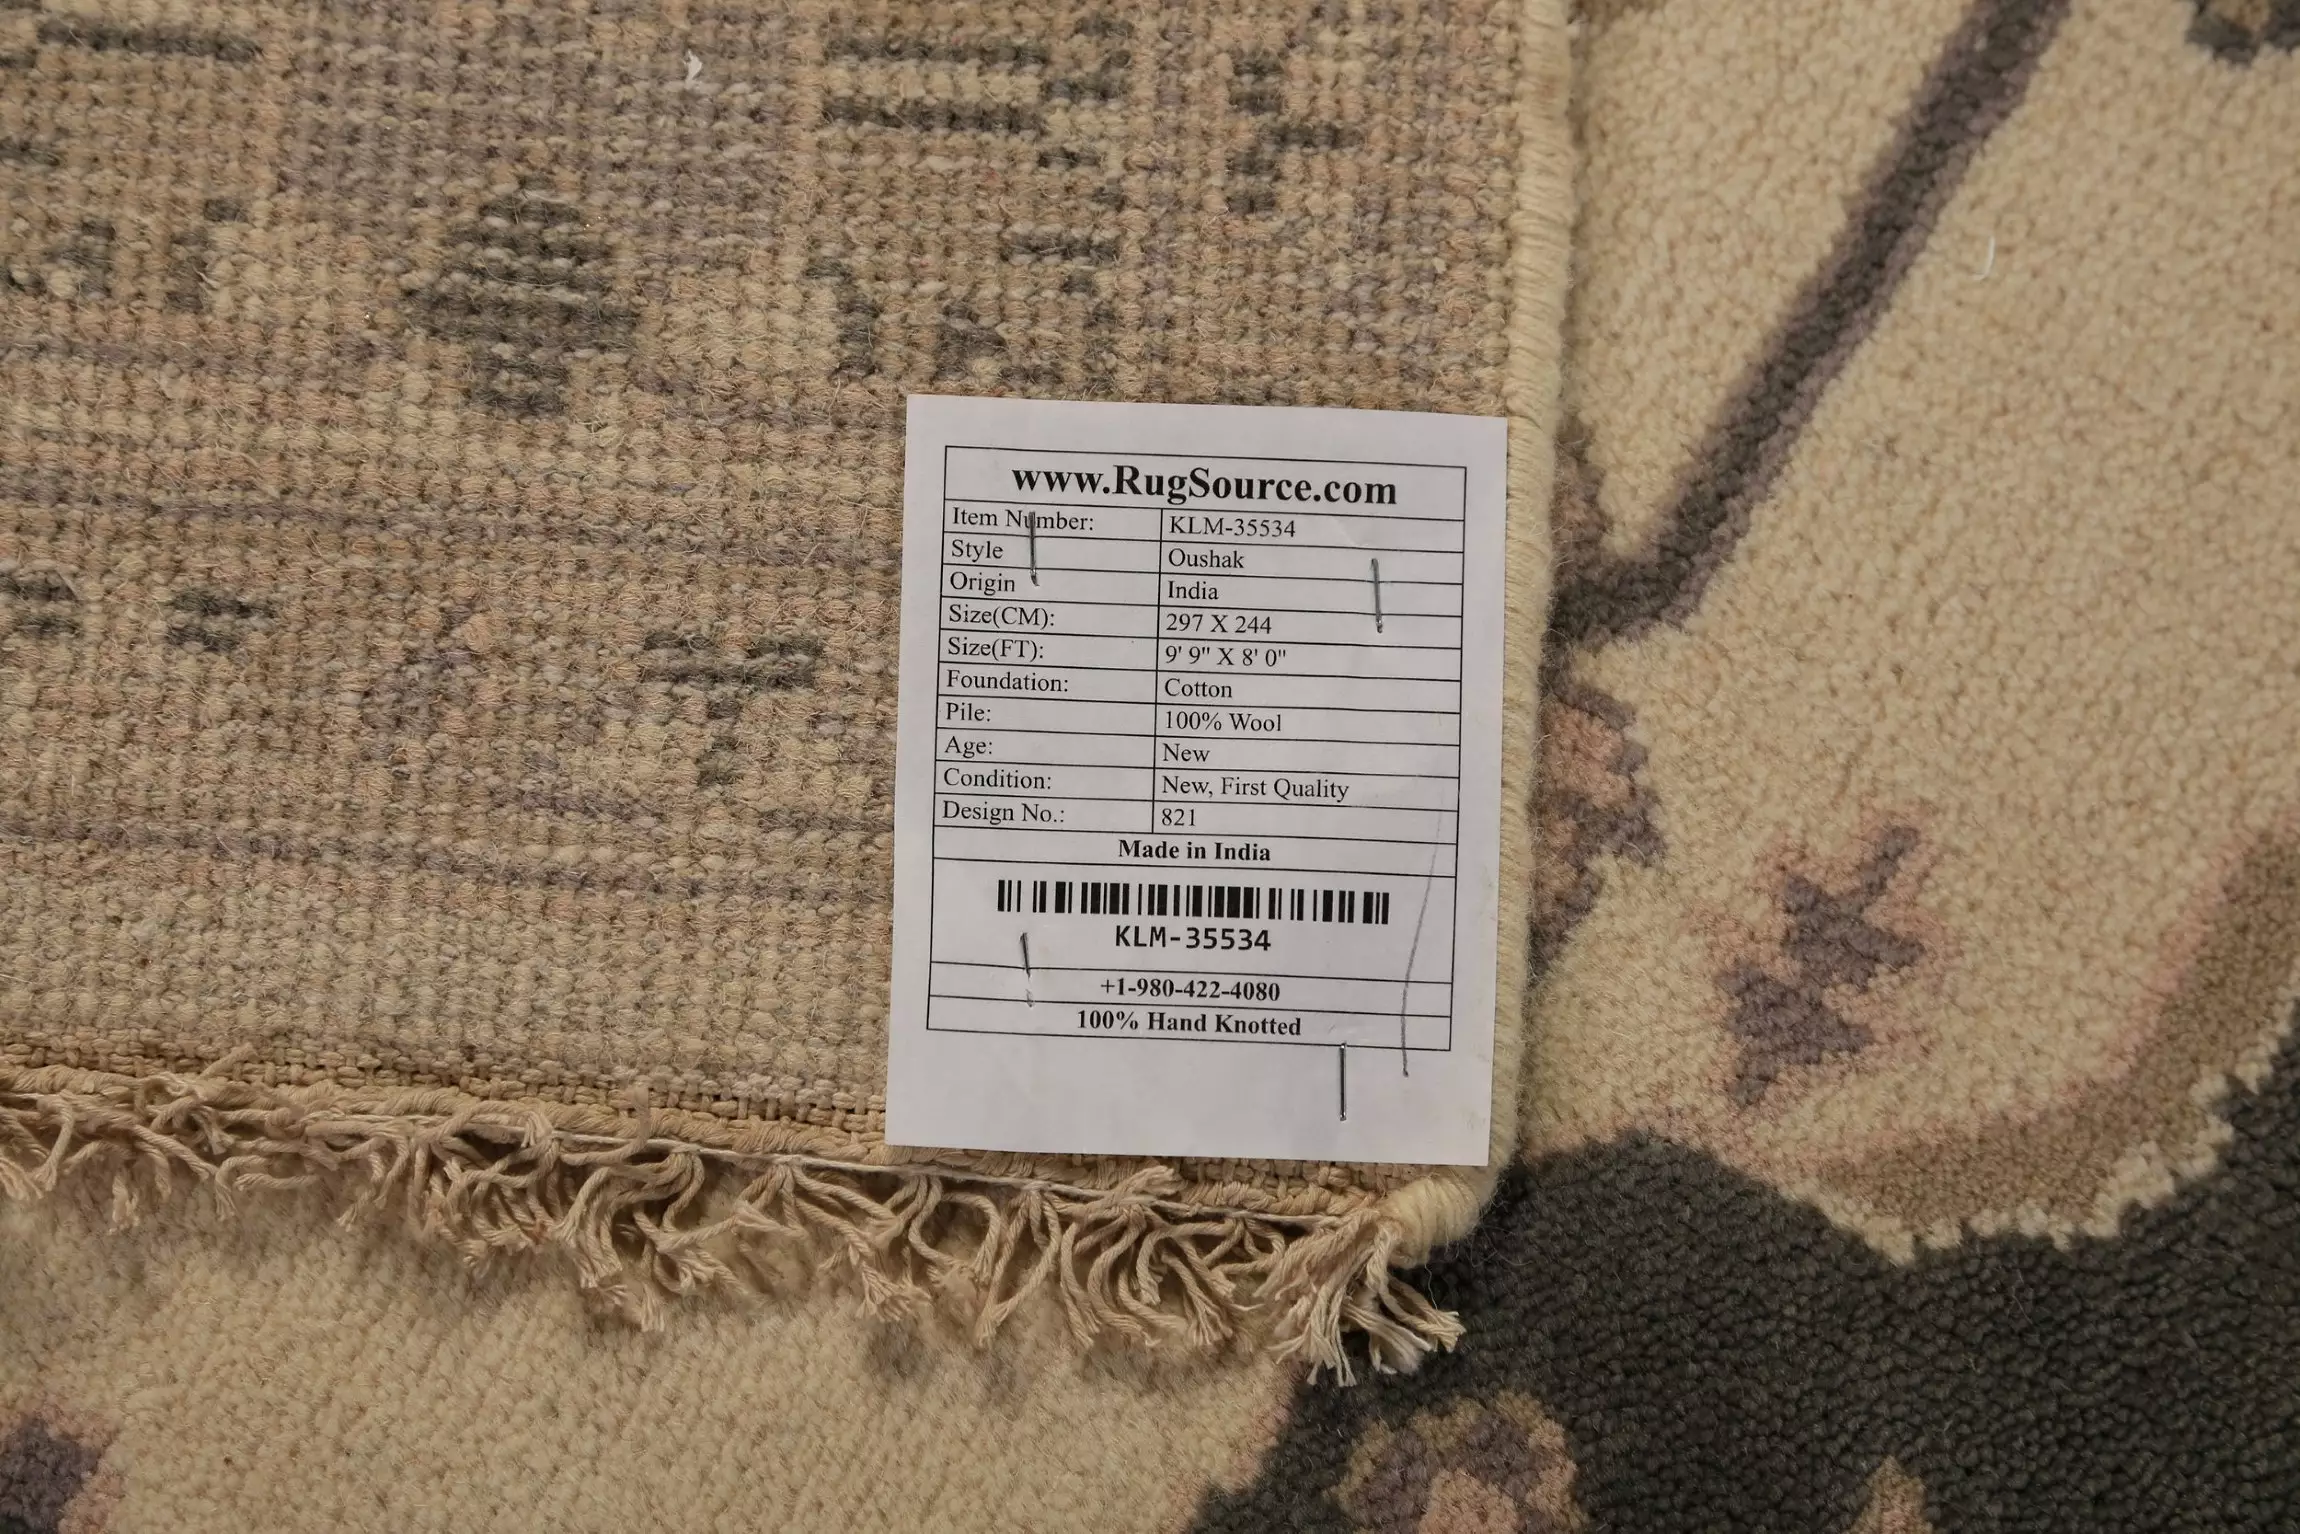 www.RugSource.com
Item Number: KLM-35534
Style Oushak
Origin India
Size(CM): 297 X 244
Size(FT): 9' 9" X 8' 0"
Foundation: Cotton
Pile: 100% Wool
Age: New
Condition: New, First Quality
Design No.: 821
Made in India
KLM-35534
+1-980-422-4080
100% Hand Knotted